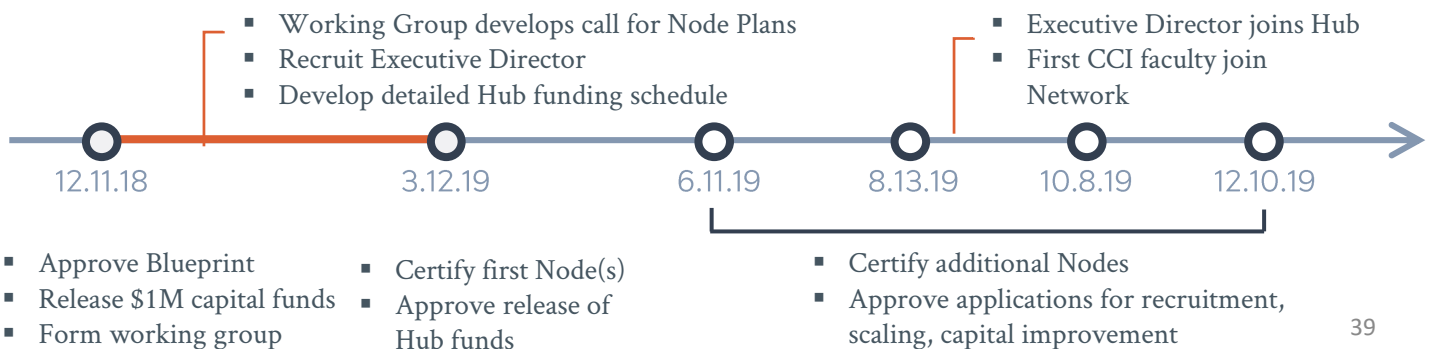 ▪ Working Group develops call for Node Plans
▪ Recruit Executive Director
▪ Develop detailed Hub funding schedule
▪ Executive Director joins Hub
▪ First CCI faculty join
Network
12.11.18
3.12.19
6.11.19
8.13.19
10.8.19
12.10.19
▪ Approve Blueprint
▪ Release $1M capital funds
▪ Form working group
▪ Certify first Node(s)
▪ Approve release of
Hub funds
▪ Certify additional Nodes
▪ Approve applications for recruitment,
scaling, capital improvement
39